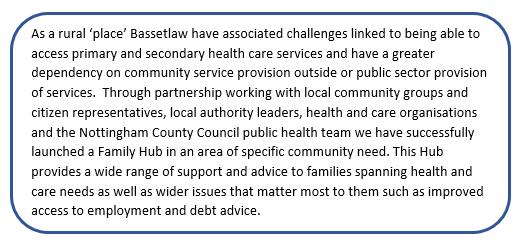 As a rural ‘place’ Bassetlaw have associated challenges linked to being able to
access primary and secondary health care services and have a greater
dependency on community service provision outside or public sector provision
of services.  Through partnership working with local community groups and
citizen representatives, local authority leaders, health and care organisations
and the Nottingham County Council public health team we have successfully
launched a Family Hub in an area of specific community need. This Hub
provides a wide range of support and advice to families spanning health and
care needs as well as wider issues that matter most to them such as improved
access to employment and debt advice.